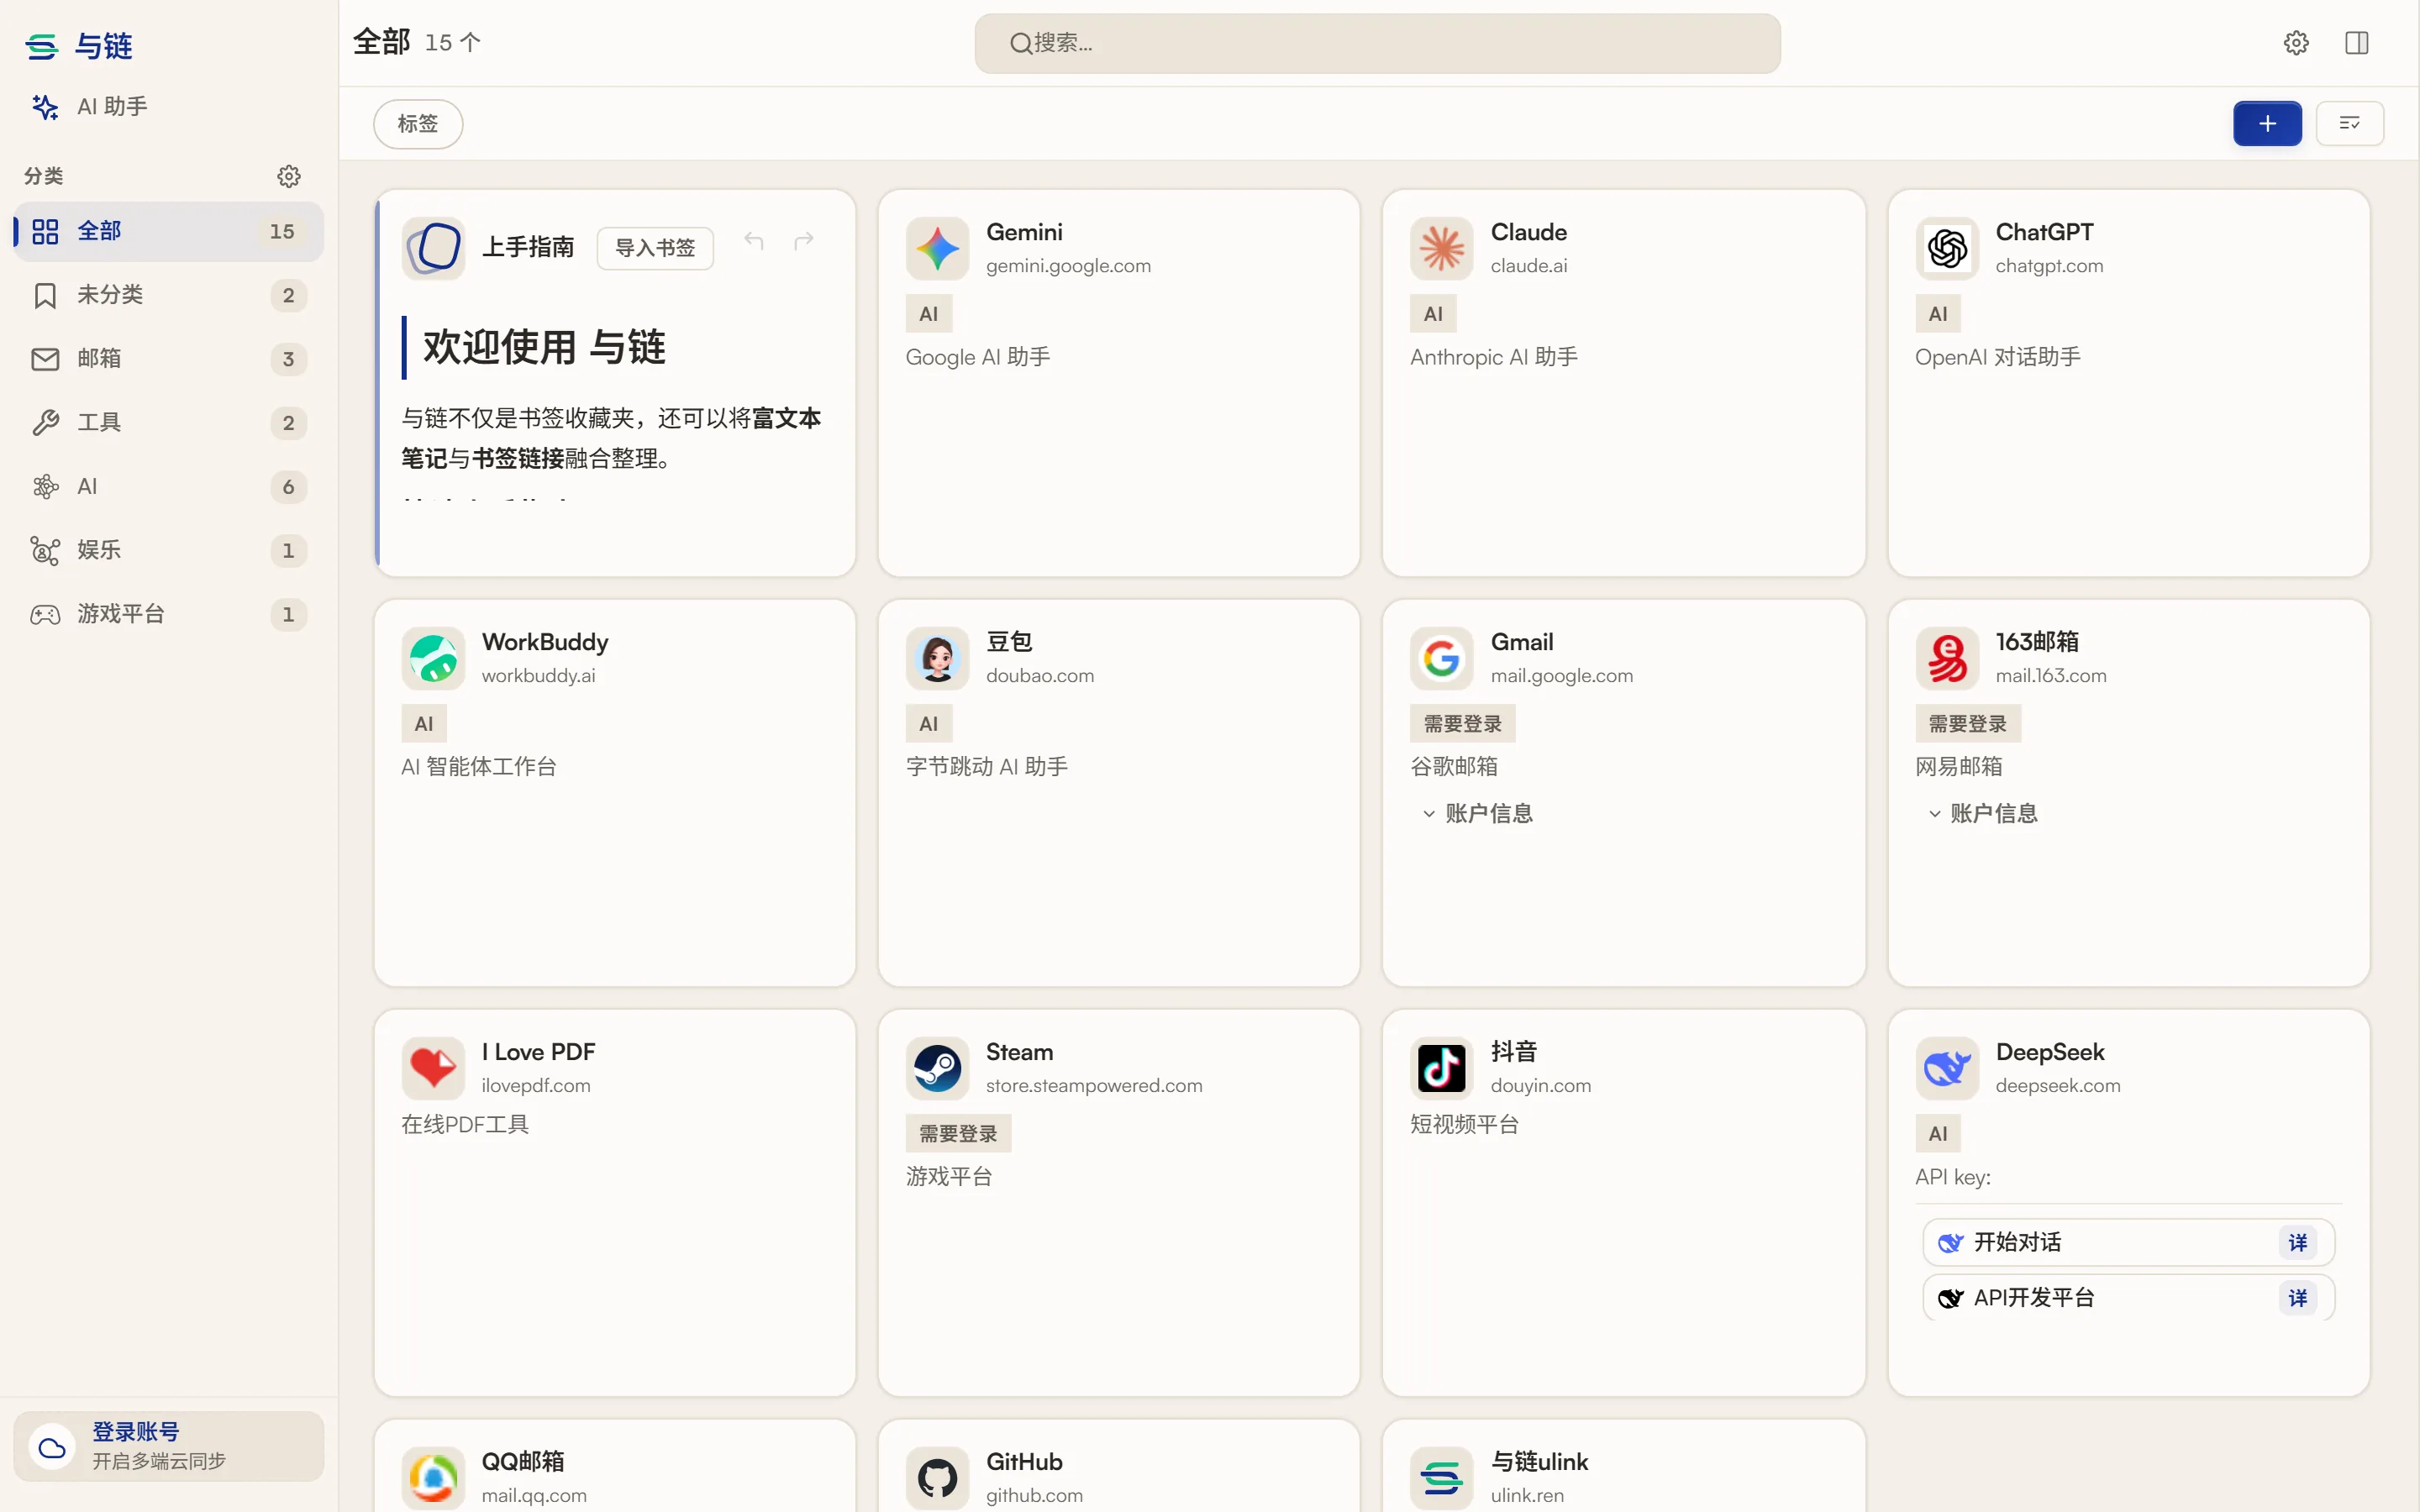 与链
AI 助手
分类
全部 15
未分类 2
邮箱 3
工具 2
AI 6
娱乐 1
游戏平台 1
登录账号
开启多端云同步
全部 15 个
搜索...
标签
上手指南 导入书签
欢迎使用 与链
与链不仅是书签收藏夹，还可以将富文本
笔记与书签链接融合整理。
Gemini
gemini.google.com
AI
Google AI 助手
Claude
claude.ai
AI
Anthropic AI 助手
ChatGPT
chatgpt.com
AI
OpenAI 对话助手
WorkBuddy
workbuddy.ai
AI
AI 智能体工作台
豆包
doubao.com
AI
字节跳动 AI 助手
Gmail
mail.google.com
需要登录
谷歌邮箱
账户信息
163邮箱
mail.163.com
需要登录
网易邮箱
账户信息
I Love PDF
ilovepdf.com
在线PDF工具
Steam
store.steampowered.com
需要登录
游戏平台
抖音
douyin.com
短视频平台
DeepSeek
deepseek.com
AI
API key:
开始对话 详
API开发平台 详
QQ邮箱
mail.qq.com
GitHub
github.com
与链ulink
ulink.ren